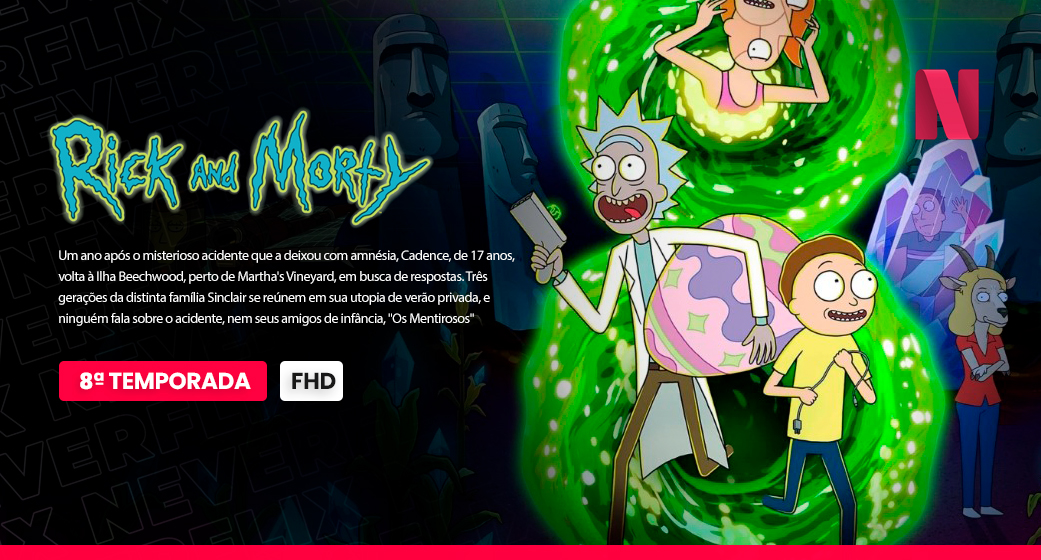 RICK AND MORTY
Um ano após o misterioso acidente que a deixou com amnésia, Cadence, de 17 anos,
volta à Ilha Beechwood, perto de Martha's Vineyard, em busca de respostas. Três
gerações da distinta família Sinclair se reúnem em sua utopia de verão privada, e
ninguém fala sobre o acidente, nem seus amigos de infância, "Os Mentirosos"
8ª TEMPORADA
FHD
N
NEVERFLIX